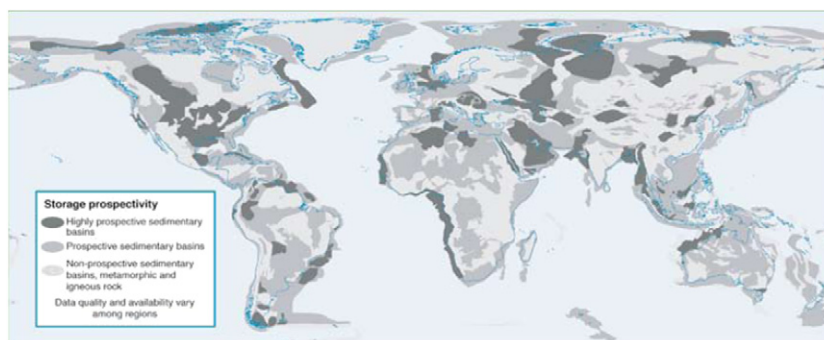 Storage prospectivity
Highly prospective sedimentary
basins
Prospective sedimentary basins
Non-prospective sedimentary
basins, metamorphic and
igneous rock
Data quality and availability vary
among regions